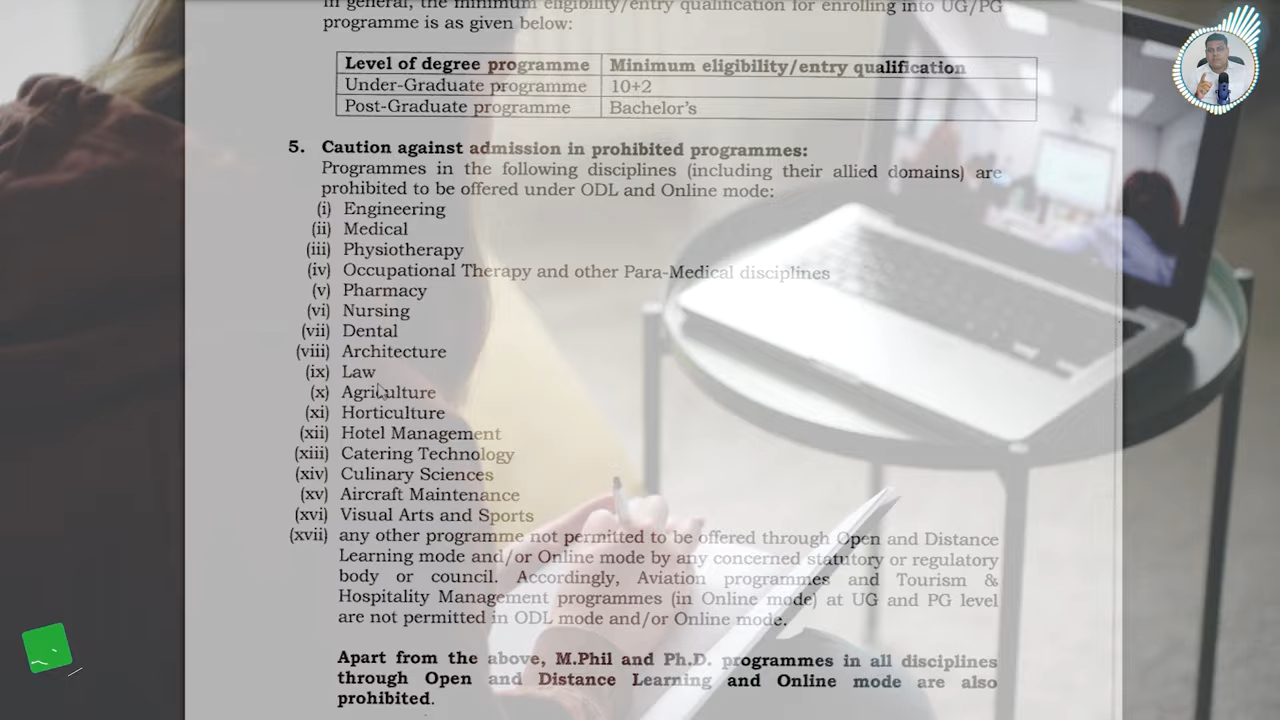 In general, the minimum eligibility/entry qualification for enrolling into UG/PG
programme is as given below:
Level of degree programme Minimum eligibility/entry qualification
Under-Graduate programme 10+2
Post-Graduate programme Bachelor's
5. Caution against admission in prohibited programmes:
Programmes in the following disciplines (including their allied domains) are
prohibited to be offered under ODL and Online mode:
(i) Engineering
(ii) Medical
(iii) Physiotherapy
(iv) Occupational Therapy and other Para-Medical disciplines
(v) Pharmacy
(vi) Nursing
(vii) Dental
(viii) Architecture
(ix) Law
(x) Agriculture
(xi) Horticulture
(xii) Hotel Management
(xiii) Catering Technology
(xiv) Culinary Sciences
(xv) Aircraft Maintenance
(xvi) Visual Arts and Sports
(xvii) any other programme not permitted to be offered through Open and Distance
Learning mode and/or Online mode by any concerned statutory or regulatory
body or council. Accordingly, Aviation programmes and Tourism &
Hospitality Management programmes (in Online mode) at UG and PG level
are not permitted in ODL mode and/or Online mode.
Apart from the above, M.Phil and Ph.D. programmes in all disciplines
through Open and Distance Learning and Online mode are also
prohibited.